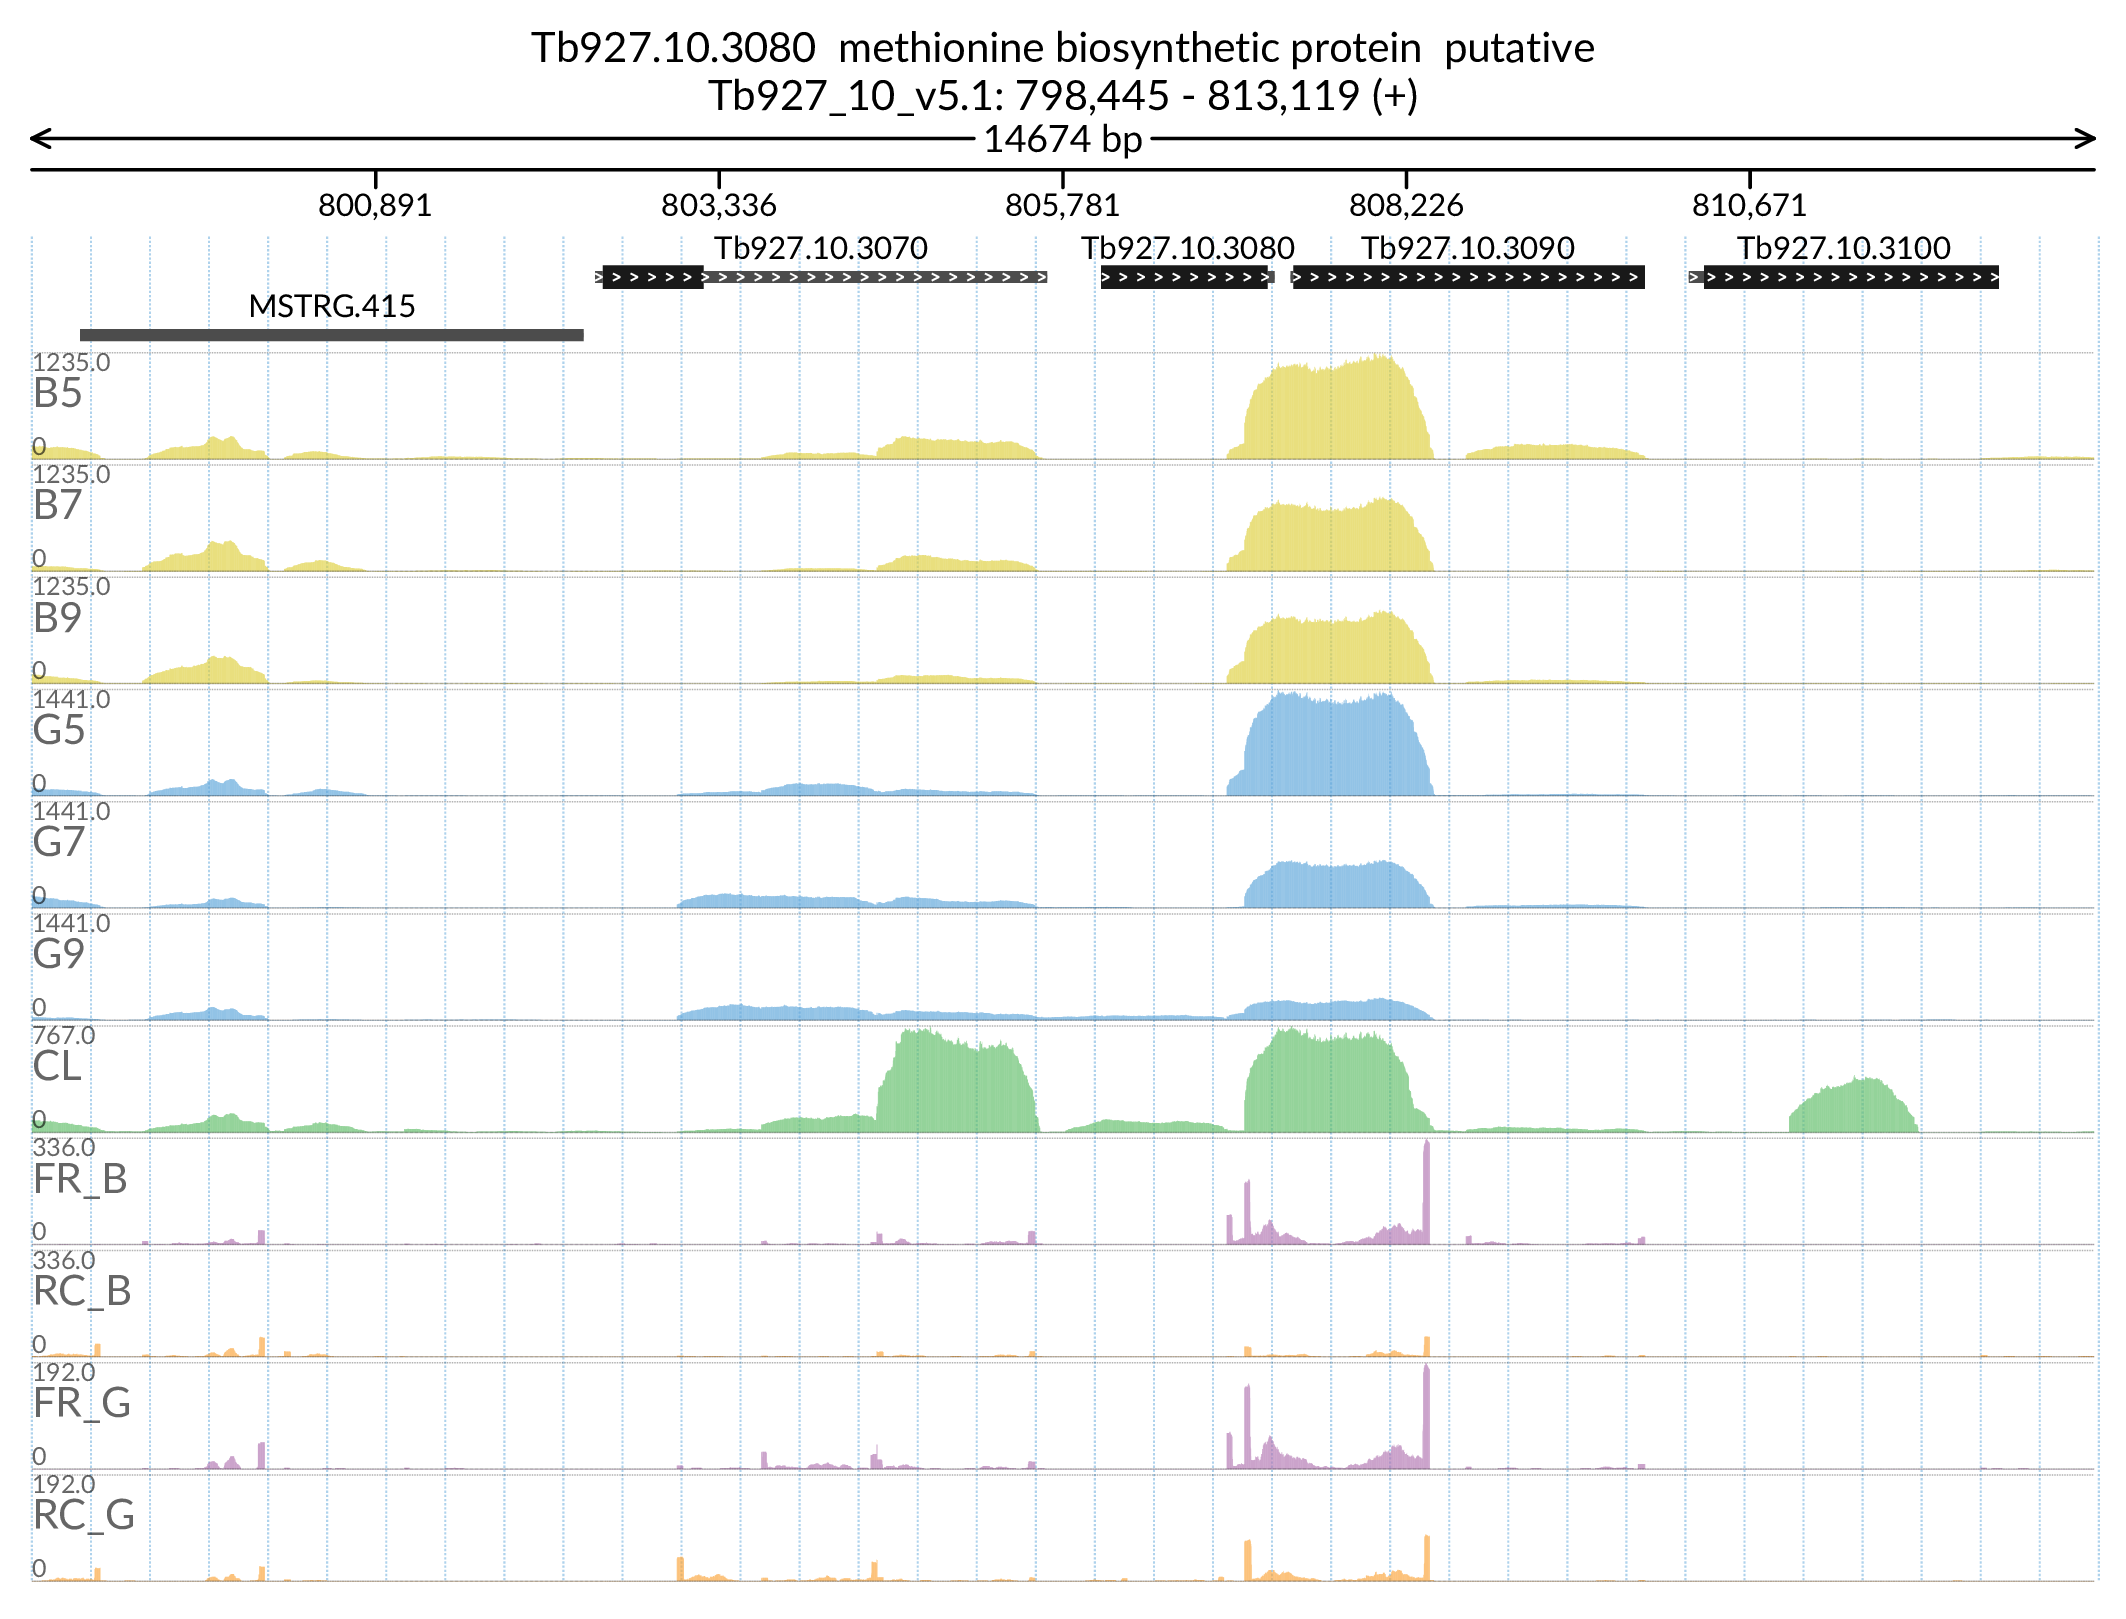 Tb927.10.3080  methionine biosynthetic protein  putative
Tb927_10_v5.1: 798,445 - 813,119 (+)
14674 bp
800,891 803,336 805,781 808,226 810,671
Tb927.10.3070 Tb927.10.3080 Tb927.10.3090 Tb927.10.3100
MSTRG.415
1235.0
B5
0
1235.0
B7
0
1235.0
B9
0
1441.0
G5
0
1441.0
G7
0
1441.0
G9
0
767.0
CL
0
336.0
FR_B
0
336.0
RC_B
0
192.0
FR_G
0
192.0
RC_G
0